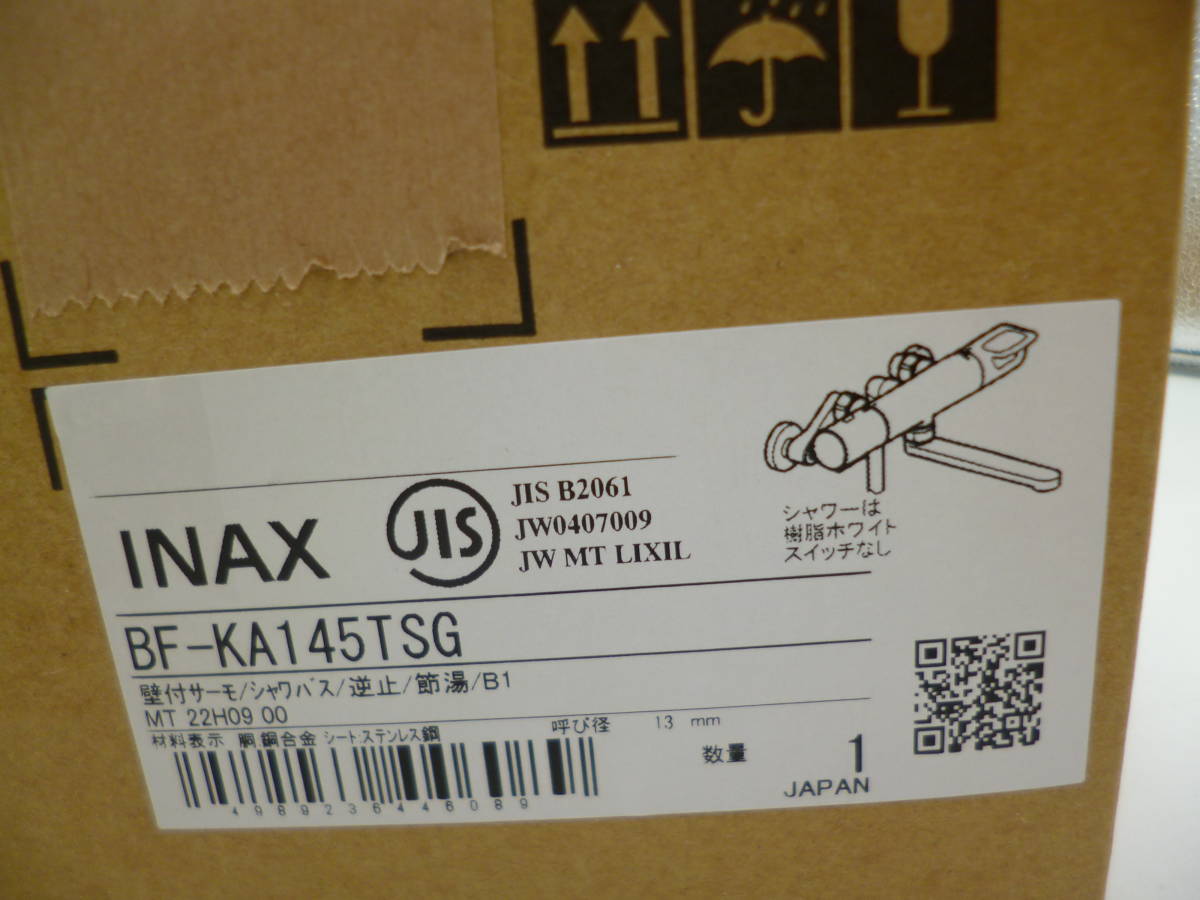 シャワーは
樹脂ホワイト
スイッチなし
INAX
JIS
JIS B2061
JW0407009
JW MT LIXIL
BF-KA145TSG
壁付サーモ/シャワバス/逆止/節湯/B1
MT 22H09 00
材料表示 胴:銅合金 シート:ステンレス鋼
呼び径 13 mm
数量 1
JAPAN
4989236446089